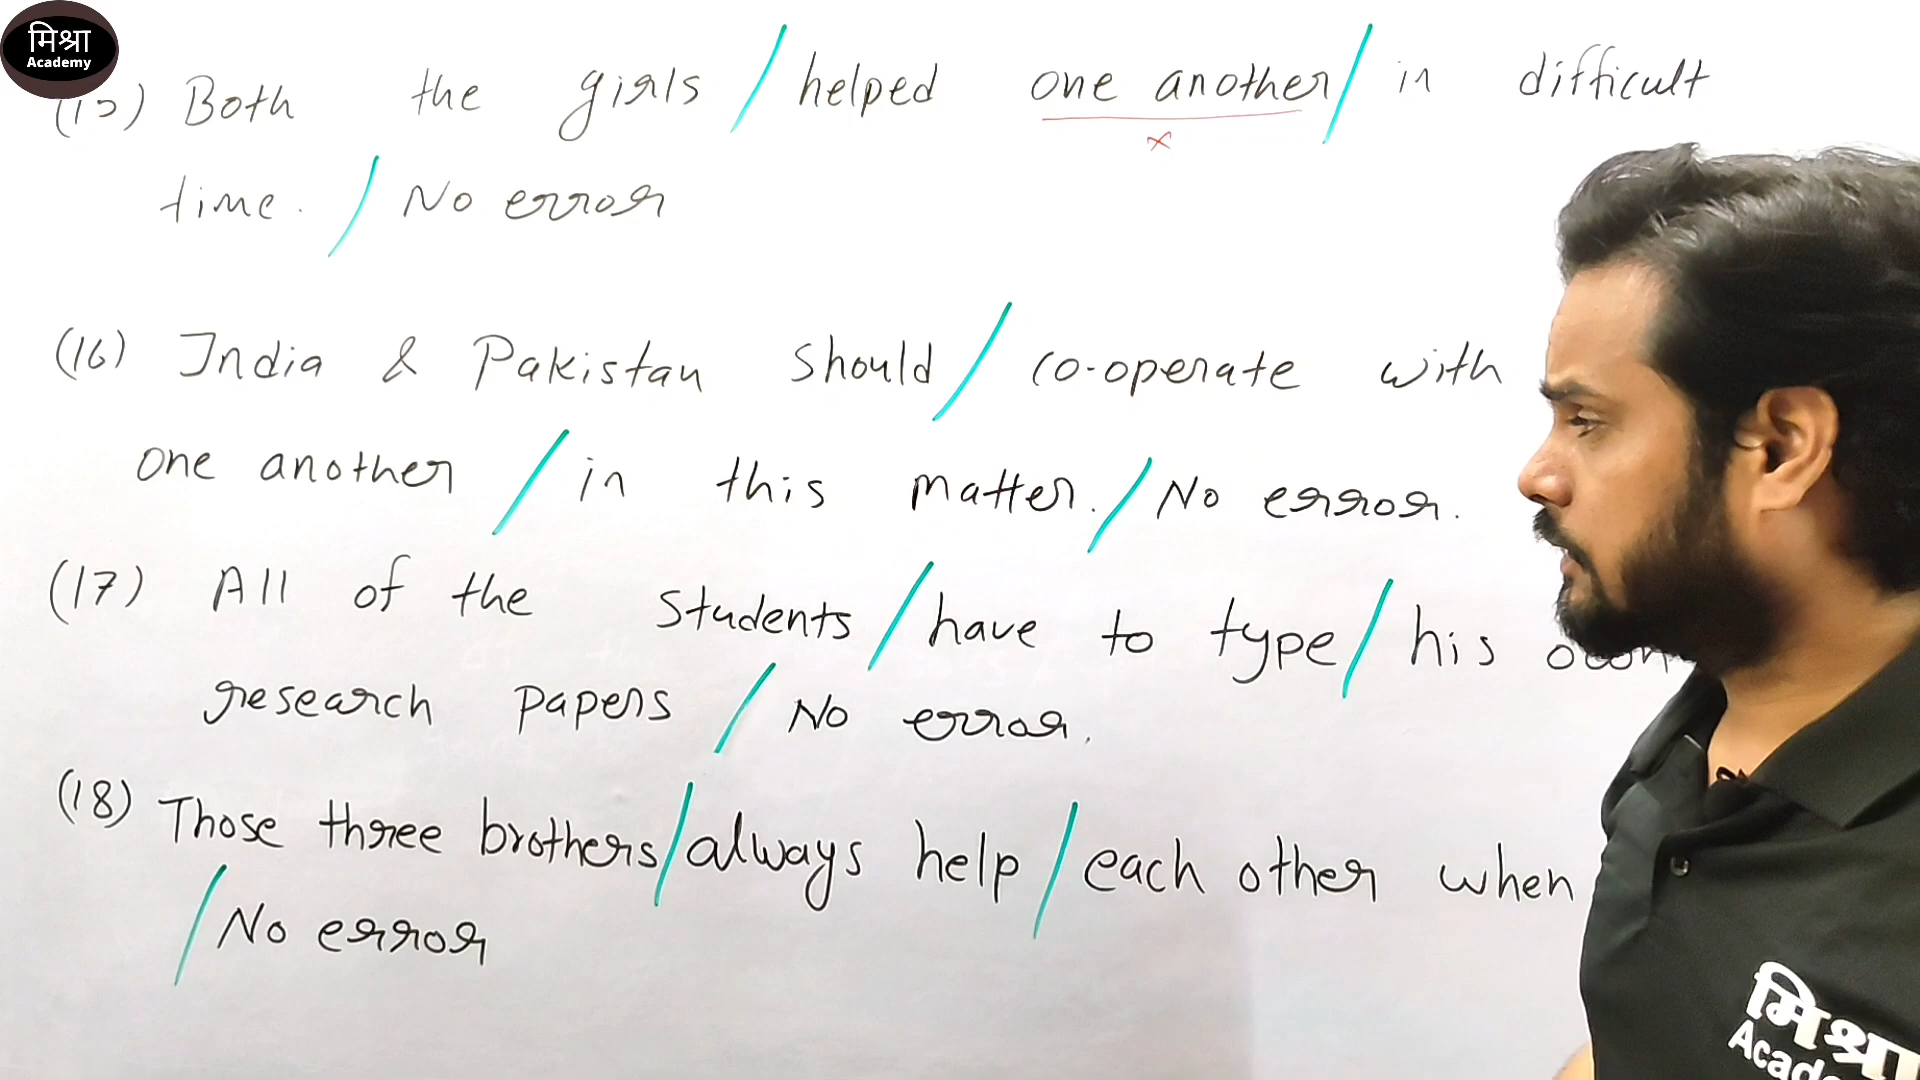 मिश्रा
Academy
(15) Both the girls / helped one another / in difficult
time. / No error
(16) India & Pakistan should / co-operate with
one another / in this matter. / No error.
(17) All of the students / have to type / his own
research papers / No error.
(18) Those three brothers / always help / each other when
/ No error
मिश्रा